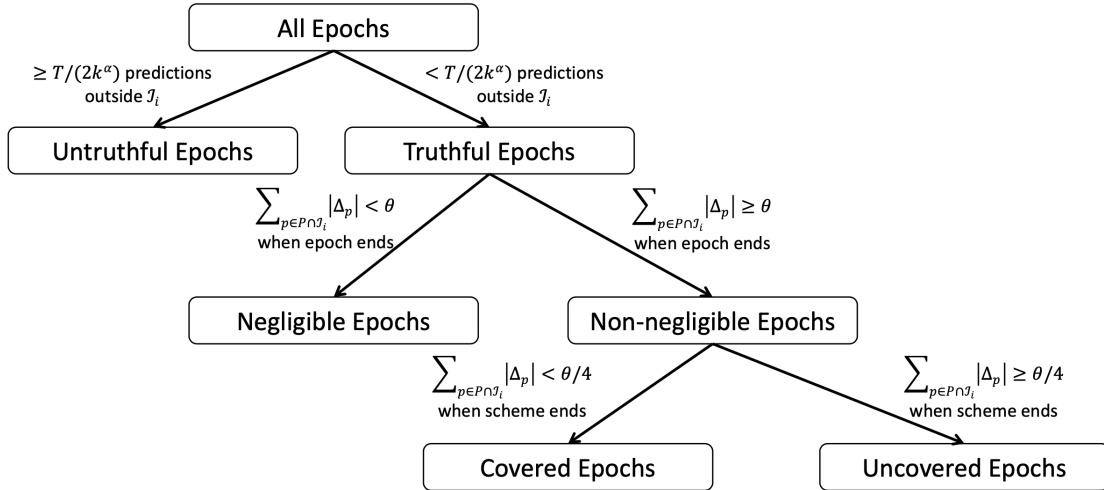 All Epochs
≥ T/(2k^α) predictions
outside ℐ_i
< T/(2k^α) predictions
outside ℐ_i
Untruthful Epochs
Truthful Epochs
∑_{p∈P∩ℐ_i} |Δ_p| < θ
when epoch ends
∑_{p∈P∩ℐ_i} |Δ_p| ≥ θ
when epoch ends
Negligible Epochs
Non-negligible Epochs
∑_{p∈P∩ℐ_i} |Δ_p| < θ/4
when scheme ends
∑_{p∈P∩ℐ_i} |Δ_p| ≥ θ/4
when scheme ends
Covered Epochs
Uncovered Epochs